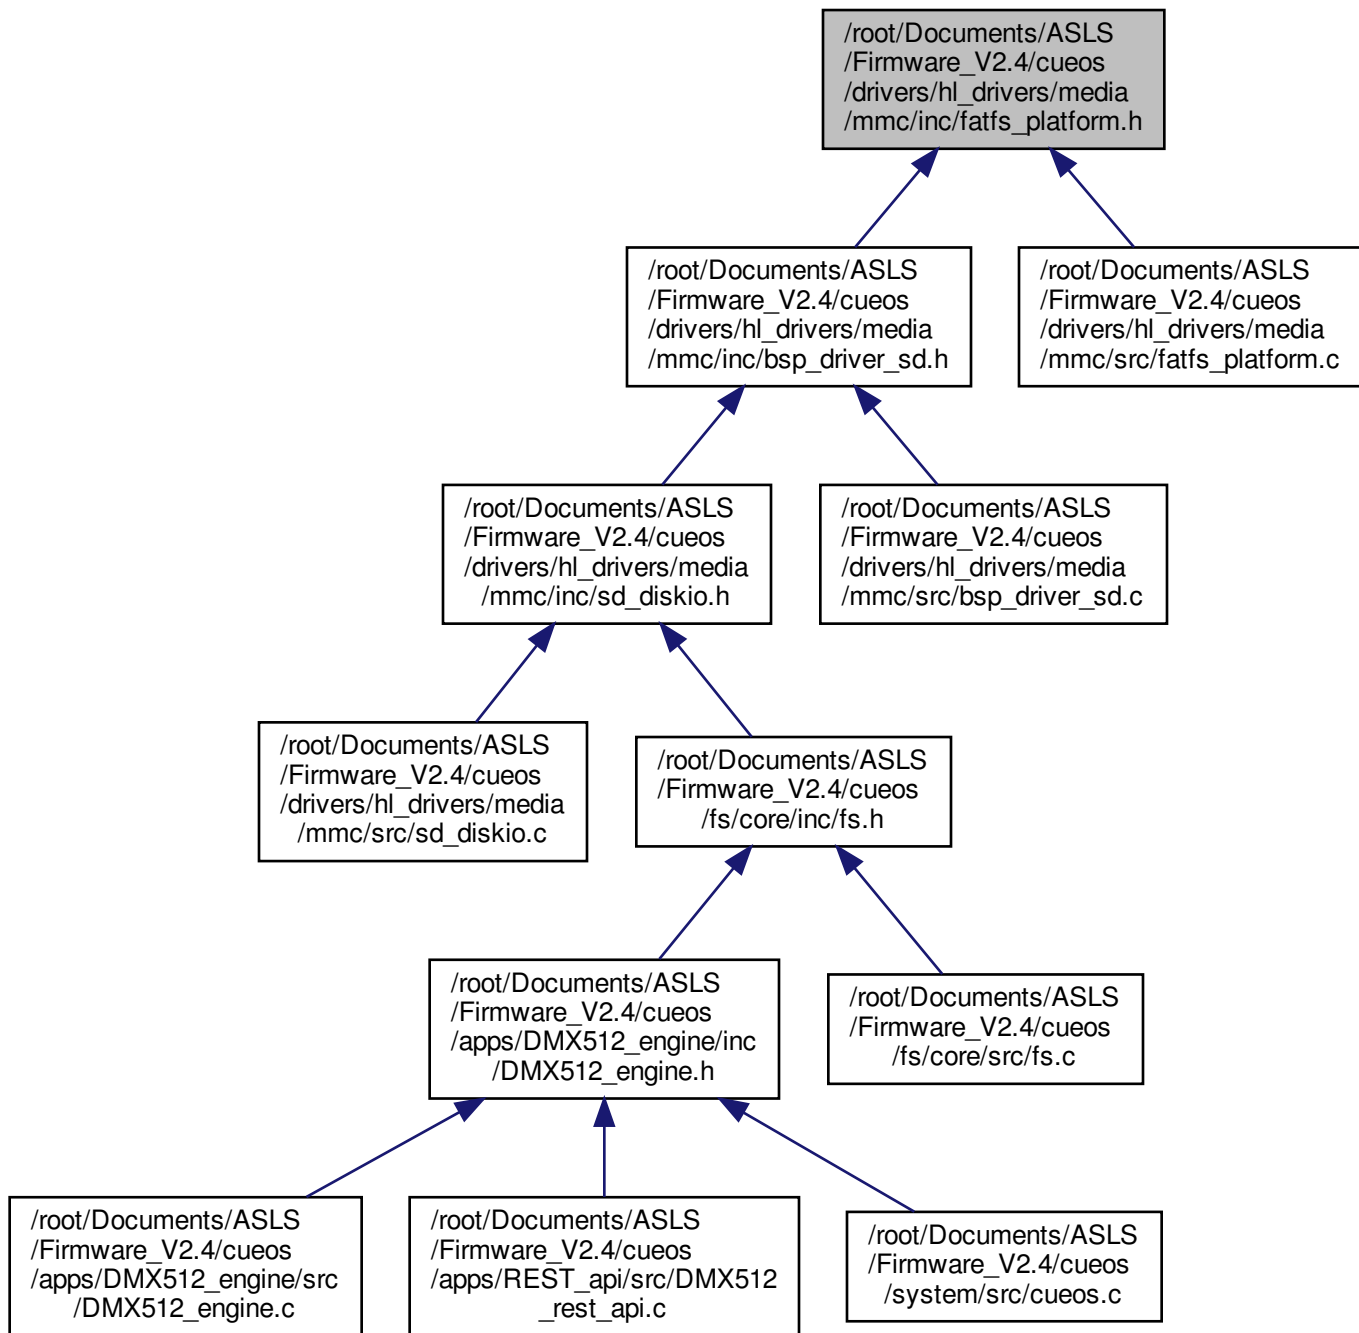 /root/Documents/ASLS
/Firmware_V2.4/cueos
/drivers/hl_drivers/media
/mmc/inc/fatfs_platform.h
/root/Documents/ASLS
/Firmware_V2.4/cueos
/drivers/hl_drivers/media
/mmc/inc/bsp_driver_sd.h
/root/Documents/ASLS
/Firmware_V2.4/cueos
/drivers/hl_drivers/media
/mmc/src/fatfs_platform.c
/root/Documents/ASLS
/Firmware_V2.4/cueos
/drivers/hl_drivers/media
/mmc/inc/sd_diskio.h
/root/Documents/ASLS
/Firmware_V2.4/cueos
/drivers/hl_drivers/media
/mmc/src/bsp_driver_sd.c
/root/Documents/ASLS
/Firmware_V2.4/cueos
/drivers/hl_drivers/media
/mmc/src/sd_diskio.c
/root/Documents/ASLS
/Firmware_V2.4/cueos
/fs/core/inc/fs.h
/root/Documents/ASLS
/Firmware_V2.4/cueos
/apps/DMX512_engine/inc
/DMX512_engine.h
/root/Documents/ASLS
/Firmware_V2.4/cueos
/fs/core/src/fs.c
/root/Documents/ASLS
/Firmware_V2.4/cueos
/apps/DMX512_engine/src
/DMX512_engine.c
/root/Documents/ASLS
/Firmware_V2.4/cueos
/apps/REST_api/src/DMX512
_rest_api.c
/root/Documents/ASLS
/Firmware_V2.4/cueos
/system/src/cueos.c